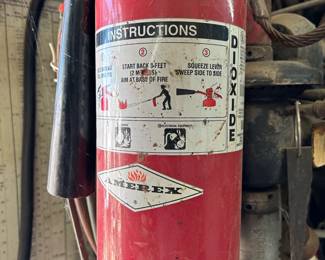 INSTRUCTIONS
2
3
START BACK 8 FEET
SQUEEZE LEVER
SWEEP SIDE TO SIDE
AIM AT BASE OF FIRE
DIOXIDE
AMEREX